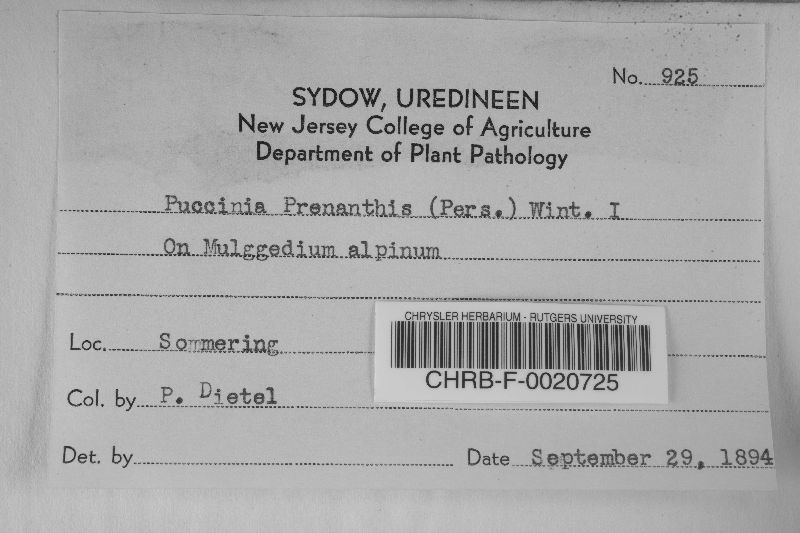 No. 925
SYDOW, UREDINEEN
New Jersey College of Agriculture
Department of Plant Pathology
Puccinia Prenanthis (Pers.) Wint. I
On Mulggedium alpinum
CHRYSLER HERBARIUM - RUTGERS UNIVERSITY
Loc. Sommering
CHRB-F-0020725
Col. by P. Dietel
Det. by
Date September 29, 1894